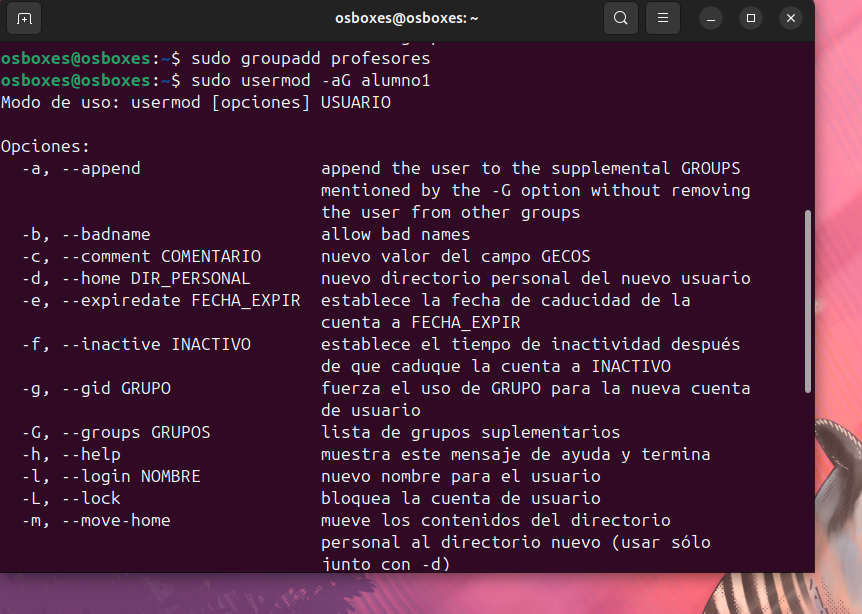 osboxes@osboxes: ~
osboxes@osboxes:~$ sudo groupadd profesores
osboxes@osboxes:~$ sudo usermod -aG alumno1
Modo de uso: usermod [opciones] USUARIO
Opciones:
-a, --append append the user to the supplemental GROUPS
mentioned by the -G option without removing
the user from other groups
-b, --badname allow bad names
-c, --comment COMENTARIO nuevo valor del campo GECOS
-d, --home DIR_PERSONAL nuevo directorio personal del nuevo usuario
-e, --expiredate FECHA_EXPIR establece la fecha de caducidad de la
cuenta a FECHA_EXPIR
-f, --inactive INACTIVO establece el tiempo de inactividad después
de que caduque la cuenta a INACTIVO
-g, --gid GRUPO fuerza el uso de GRUPO para la nueva cuenta
de usuario
-G, --groups GRUPOS lista de grupos suplementarios
-h, --help muestra este mensaje de ayuda y termina
-l, --login NOMBRE nuevo nombre para el usuario
-L, --lock bloquea la cuenta de usuario
-m, --move-home mueve los contenidos del directorio
personal al directorio nuevo (usar sólo
junto con -d)